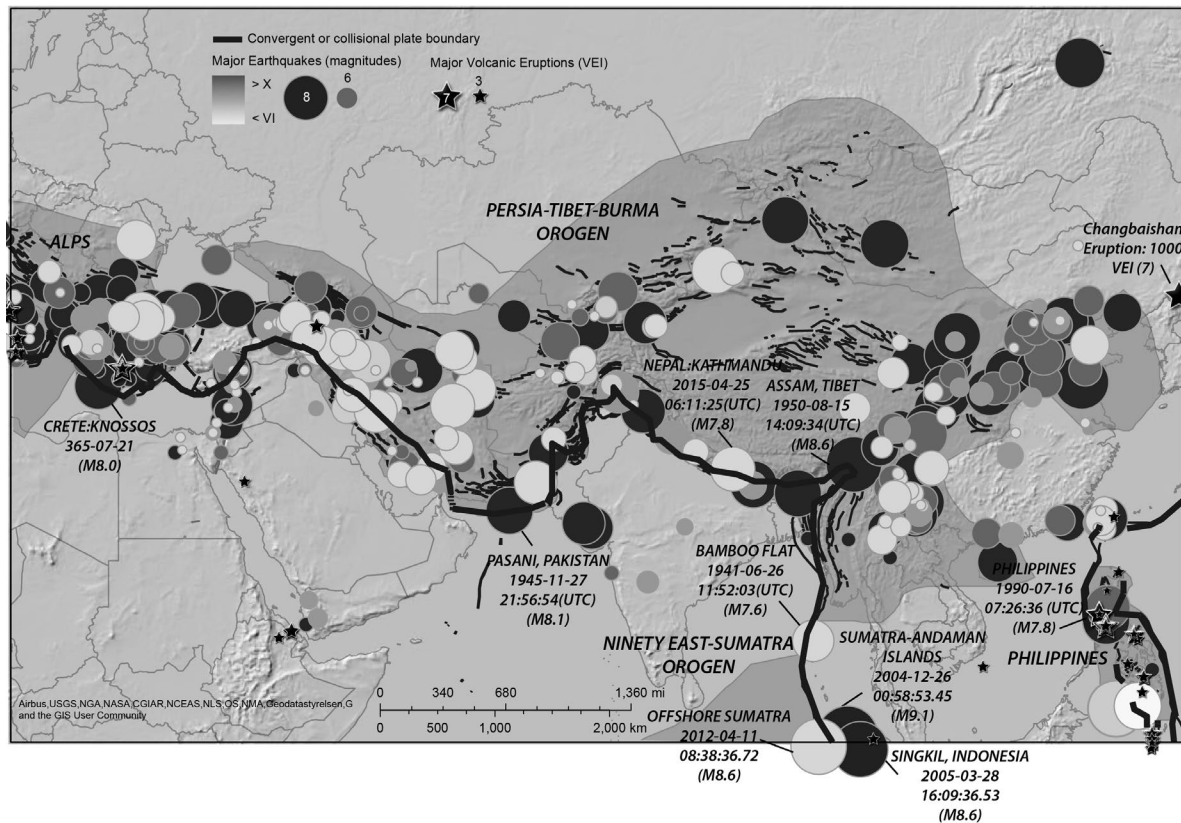 Convergent or collisional plate boundary
Major Earthquakes (magnitudes)
Major Volcanic Eruptions (VEI)
> X
< VI
8
6
7
3
ALPS
PERSIA-TIBET-BURMA
OROGEN
Changbaishan
Eruption: 1000
VEI (7)
CRETE:KNOSSOS
365-07-21
(M8.0)
NEPAL:KATHMANDU
2015-04-25
06:11:25(UTC)
(M7.8)
ASSAM, TIBET
1950-08-15
14:09:34(UTC)
(M8.6)
PASANI, PAKISTAN
1945-11-27
21:56:54(UTC)
(M8.1)
BAMBOO FLAT
1941-06-26
11:52:03(UTC)
(M7.6)
PHILIPPINES
1990-07-16
07:26:36 (UTC)
(M7.8)
PHILIPPINES
NINETY EAST-SUMATRA
OROGEN
SUMATRA-ANDAMAN
ISLANDS
2004-12-26
00:58:53.45
(M9.1)
0 340 680 1,360 mi
0 500 1,000 2,000 km
Airbus,USGS,NGA,NASA,CGIAR,NCEAS,NLS,OS,NMA,Geodatastyrelsen,G
and the GIS User Community
OFFSHORE SUMATRA
2012-04-11
08:38:36.72
(M8.6)
SINGKIL, INDONESIA
2005-03-28
16:09:36.53
(M8.6)